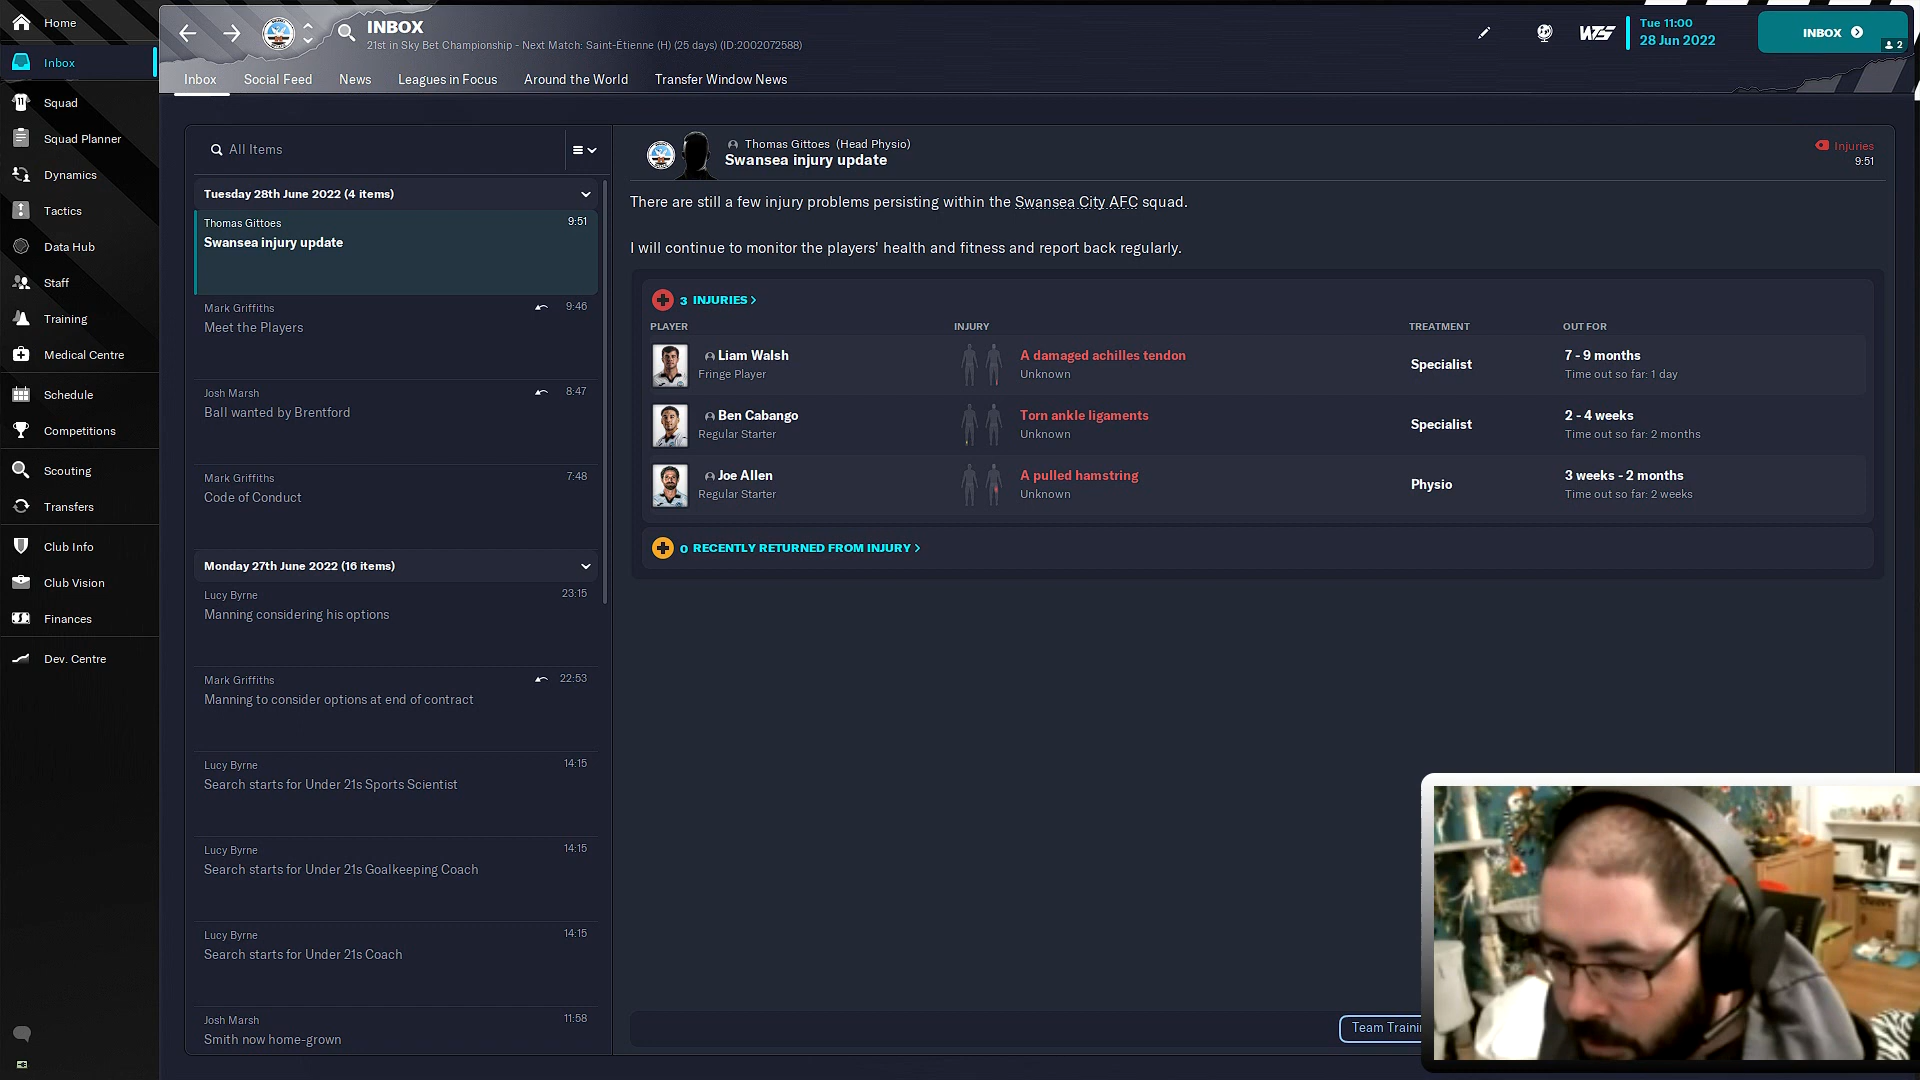 Home
Inbox
Squad
Squad Planner
Dynamics
Tactics
Data Hub
Staff
Training
Medical Centre
Schedule
Competitions
Scouting
Transfers
Club Info
Club Vision
Finances
Dev. Centre
INBOX
21st in Sky Bet Championship - Next Match: Saint-Étienne (H) (25 days) (ID:2002072588)
Tue 11:00
28 Jun 2022
INBOX
2
Inbox
Social Feed
News
Leagues in Focus
Around the World
Transfer Window News
All Items
Tuesday 28th June 2022 (4 items)
Thomas Gittoes 9:51
Swansea injury update
Mark Griffiths 9:46
Meet the Players
Josh Marsh 8:47
Ball wanted by Brentford
Mark Griffiths 7:48
Code of Conduct
Monday 27th June 2022 (16 items)
Lucy Byrne 23:15
Manning considering his options
Mark Griffiths 22:53
Manning to consider options at end of contract
Lucy Byrne 14:15
Search starts for Under 21s Sports Scientist
Lucy Byrne 14:15
Search starts for Under 21s Goalkeeping Coach
Lucy Byrne 14:15
Search starts for Under 21s Coach
Josh Marsh 11:58
Smith now home-grown
Thomas Gittoes (Head Physio)
Swansea injury update
Injuries
9:51
There are still a few injury problems persisting within the Swansea City AFC squad.
I will continue to monitor the players' health and fitness and report back regularly.
3 INJURIES >
PLAYER INJURY TREATMENT OUT FOR
Liam Walsh A damaged achilles tendon Specialist 7 - 9 months
Fringe Player Unknown Time out so far: 1 day
Ben Cabango Torn ankle ligaments Specialist 2 - 4 weeks
Regular Starter Unknown Time out so far: 2 months
Joe Allen A pulled hamstring Physio 3 weeks - 2 months
Regular Starter Unknown Time out so far: 2 weeks
0 RECENTLY RETURNED FROM INJURY >
Team Traini